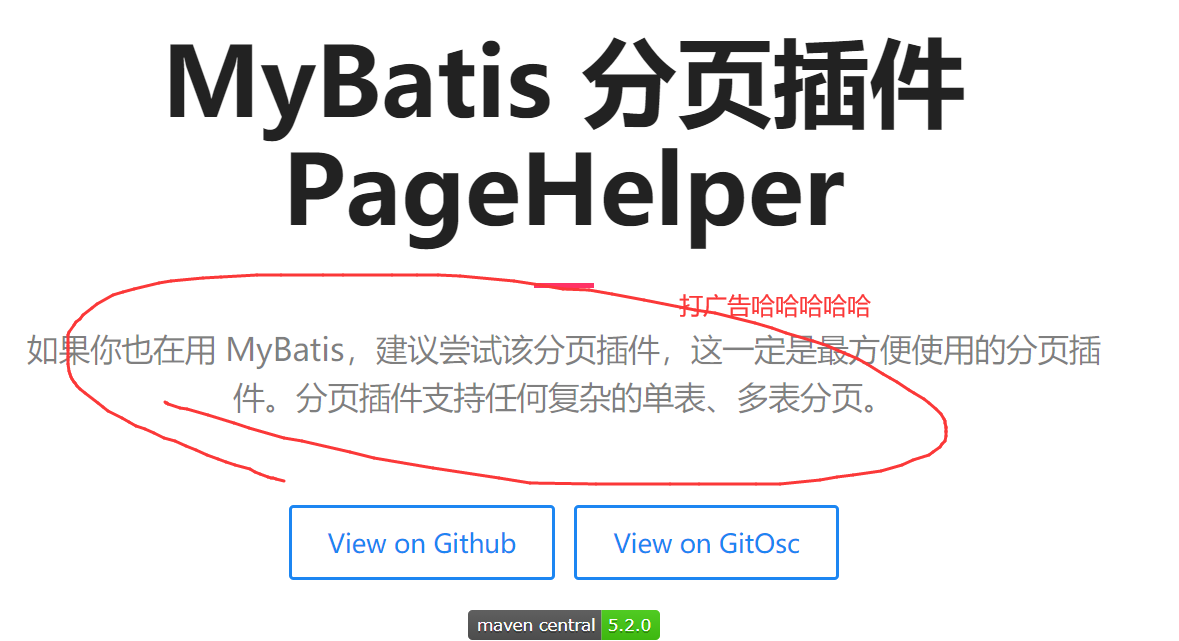 MyBatis 分页插件
PageHelper
打广告哈哈哈哈哈
如果你也在用 MyBatis，建议尝试该分页插件，这一定是最方便使用的分页插
件。分页插件支持任何复杂的单表、多表分页。
View on Github
View on GitOsc
maven central 5.2.0